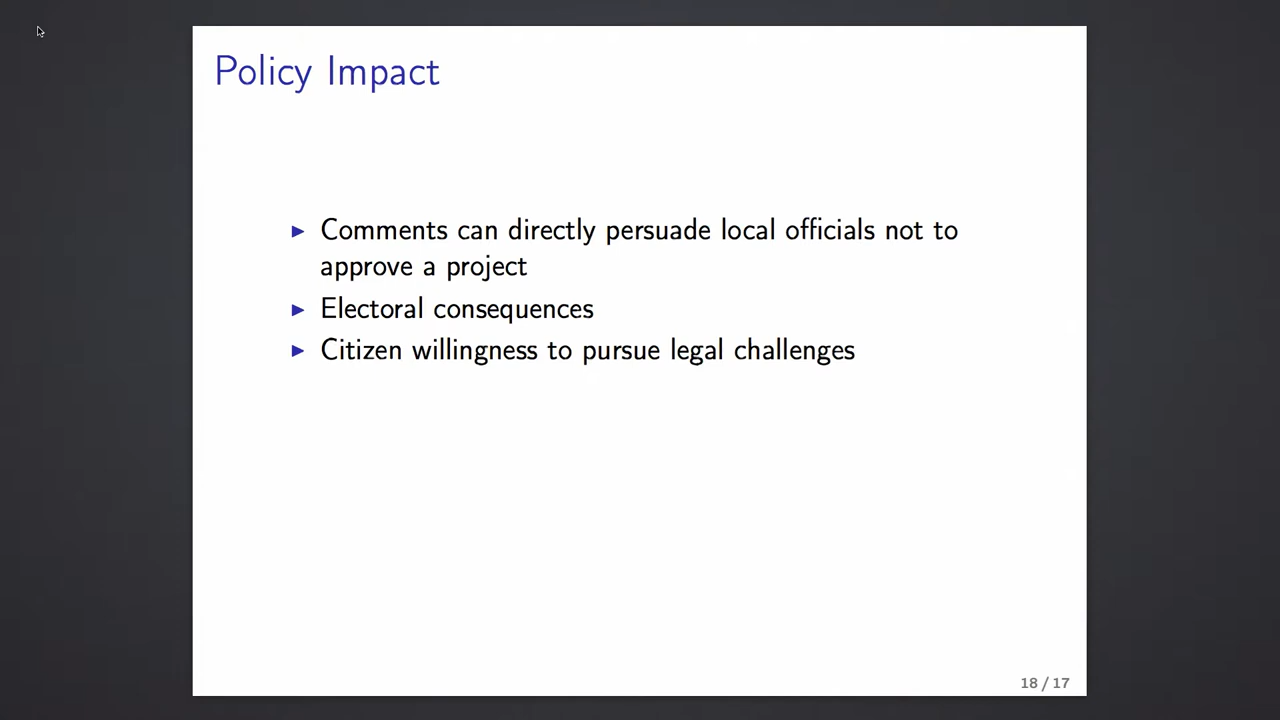 Policy Impact
▶ Comments can directly persuade local officials not to
approve a project
▶ Electoral consequences
▶ Citizen willingness to pursue legal challenges
18 / 17